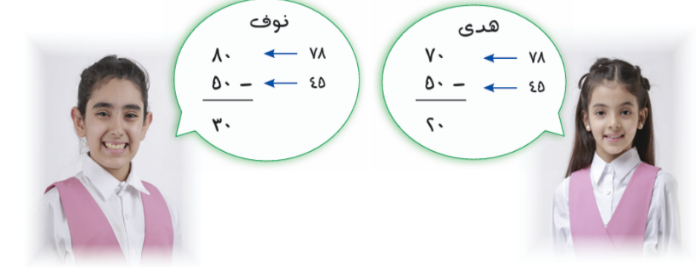 هدى
٧٨ ← ٧٠
٤٥ ← ٥٠ −
٢٠
نوف
٧٨ ← ٨٠
٤٥ ← ٥٠ −
٣٠